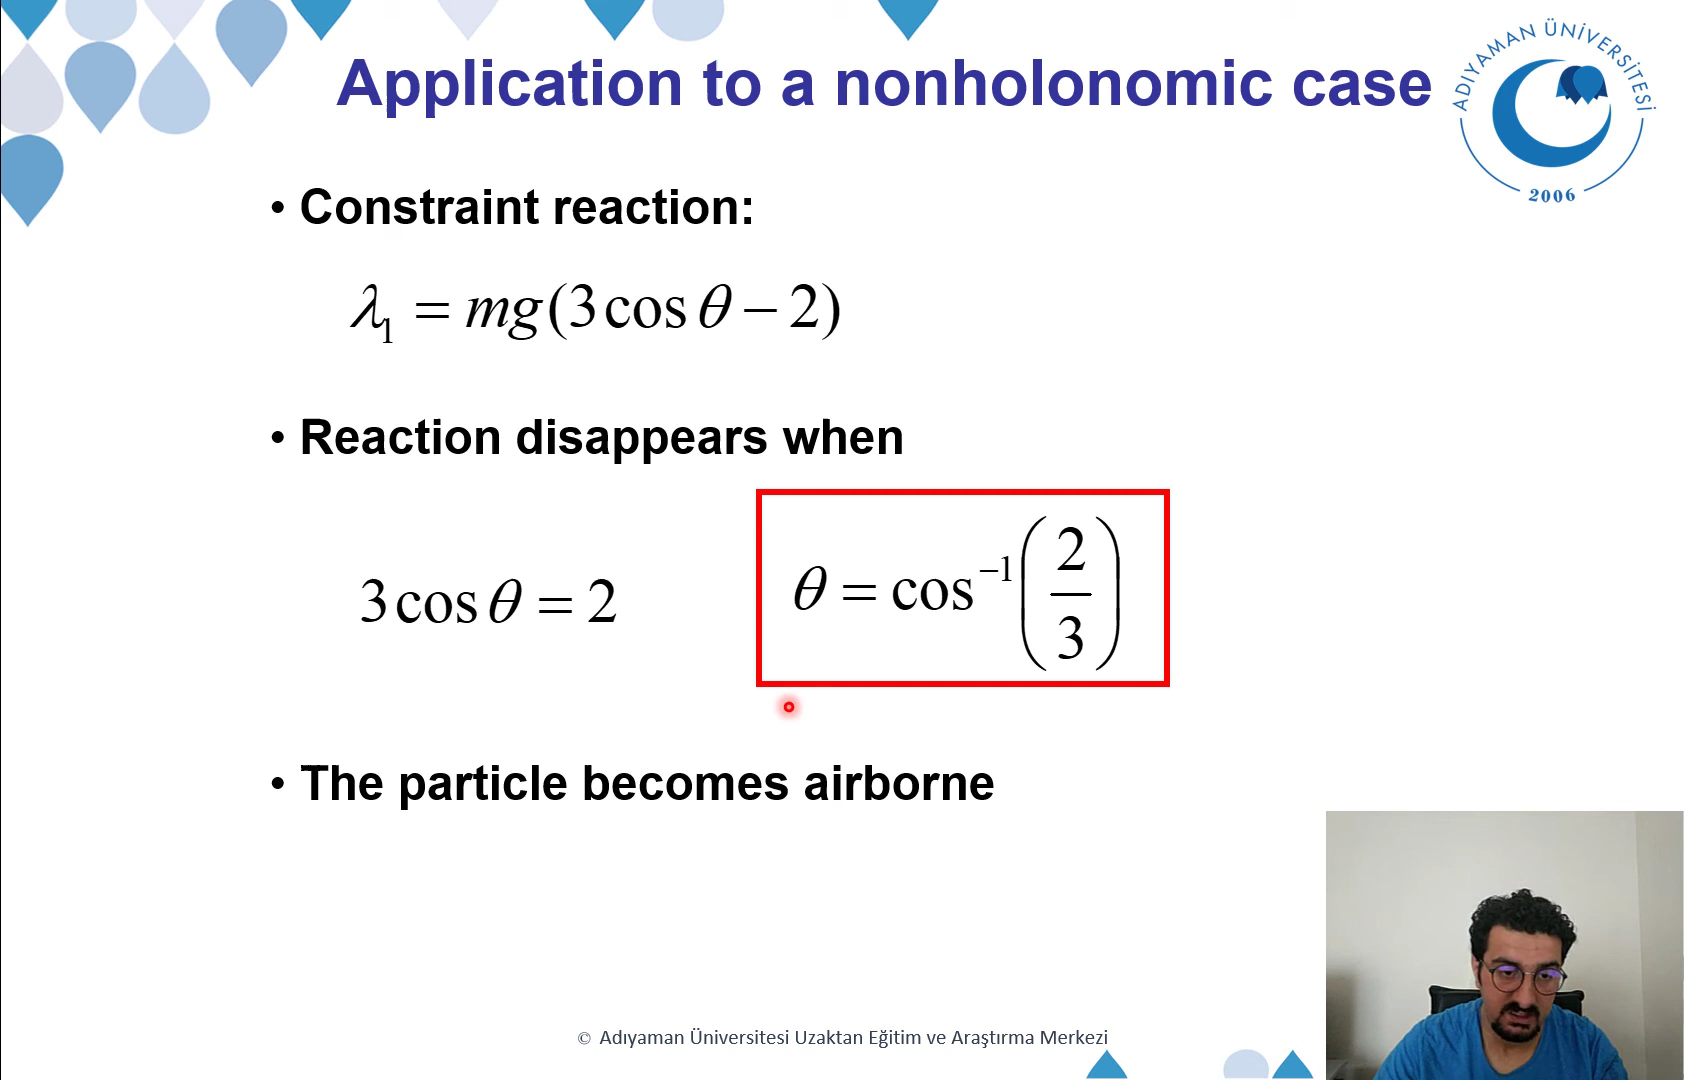 Application to a nonholonomic case
ADIYAMAN ÜNİVERSİTESİ
2006
• Constraint reaction:
λ₁ = mg(3cos θ − 2)
• Reaction disappears when
3cos θ = 2
θ = cos⁻¹(2/3)
• The particle becomes airborne
© Adıyaman Üniversitesi Uzaktan Eğitim ve Araştırma Merkezi